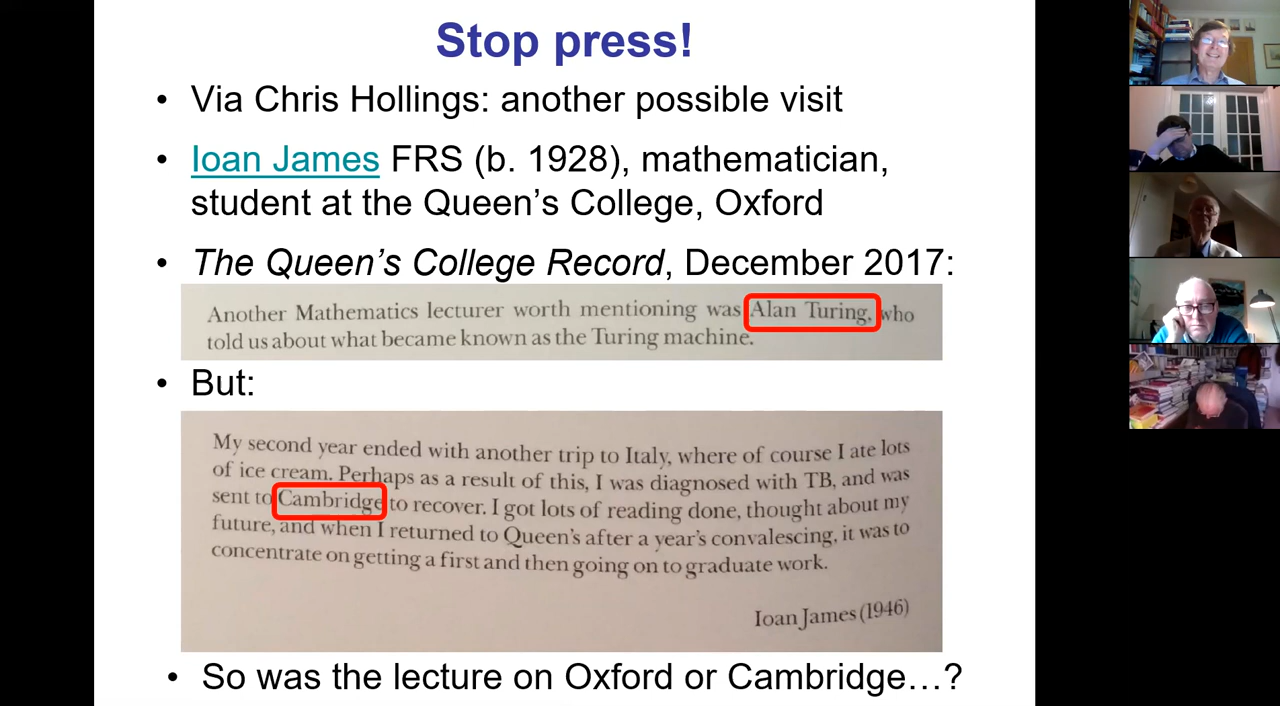 Stop press!
• Via Chris Hollings: another possible visit
• Ioan James FRS (b. 1928), mathematician,
student at the Queen’s College, Oxford
• The Queen’s College Record, December 2017:
Another Mathematics lecturer worth mentioning was Alan Turing, who
told us about what became known as the Turing machine.
• But:
My second year ended with another trip to Italy, where of course I ate lots
of ice cream. Perhaps as a result of this, I was diagnosed with TB, and was
sent to Cambridge to recover. I got lots of reading done, thought about my
future, and when I returned to Queen’s after a year’s convalescing, it was to
concentrate on getting a first and then going on to graduate work.
Ioan James (1946)
• So was the lecture on Oxford or Cambridge…?